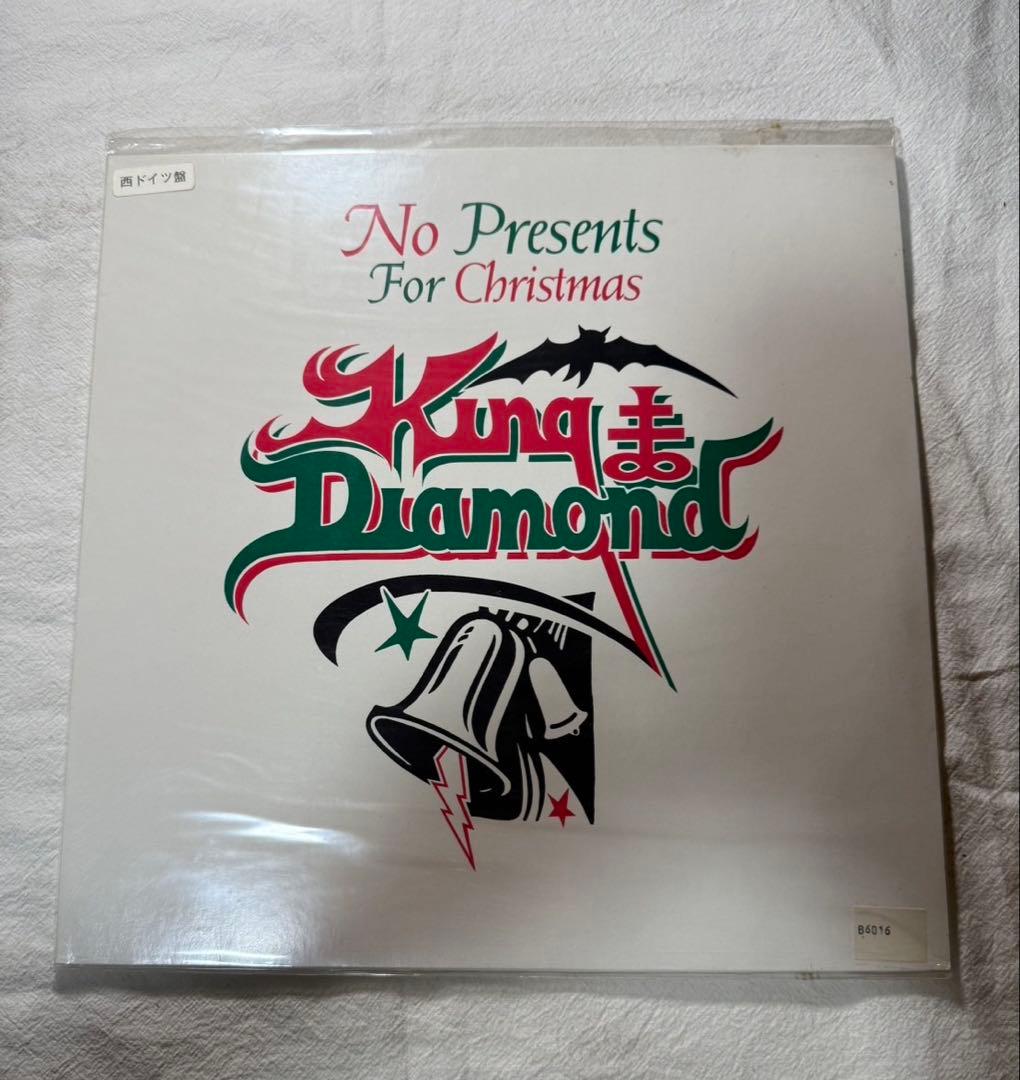 西ドイツ盤
No Presents
For Christmas
King
Diamond
B6016